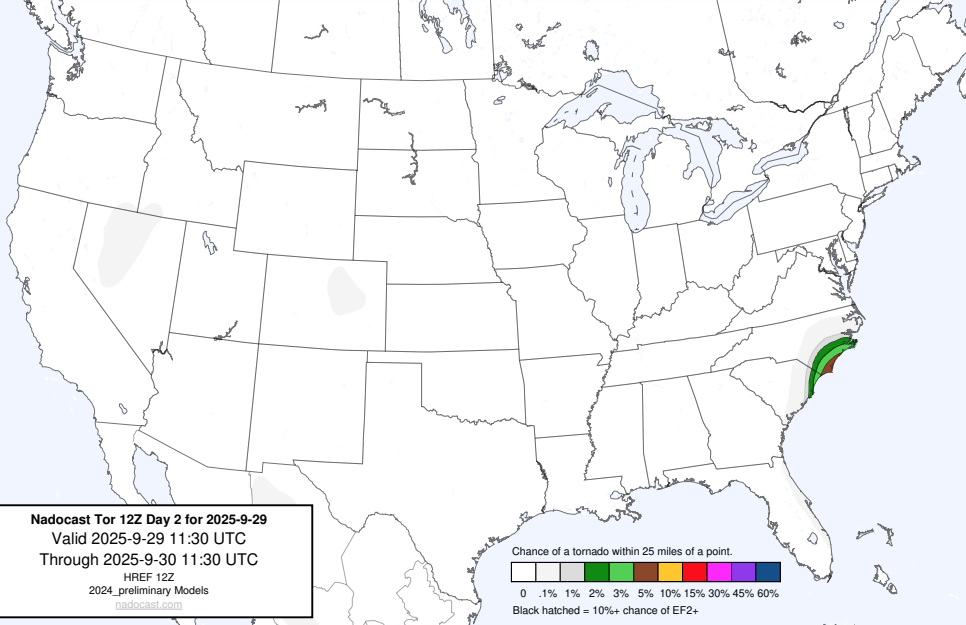 Nadocast Tor 12Z Day 2 for 2025-9-29
Valid 2025-9-29 11:30 UTC
Through 2025-9-30 11:30 UTC
HREF 12Z
2024_preliminary Models
nadocast.com
Chance of a tornado within 25 miles of a point.
0 .1% 1% 2% 3% 5% 10% 15% 30% 45% 60%
Black hatched = 10%+ chance of EF2+